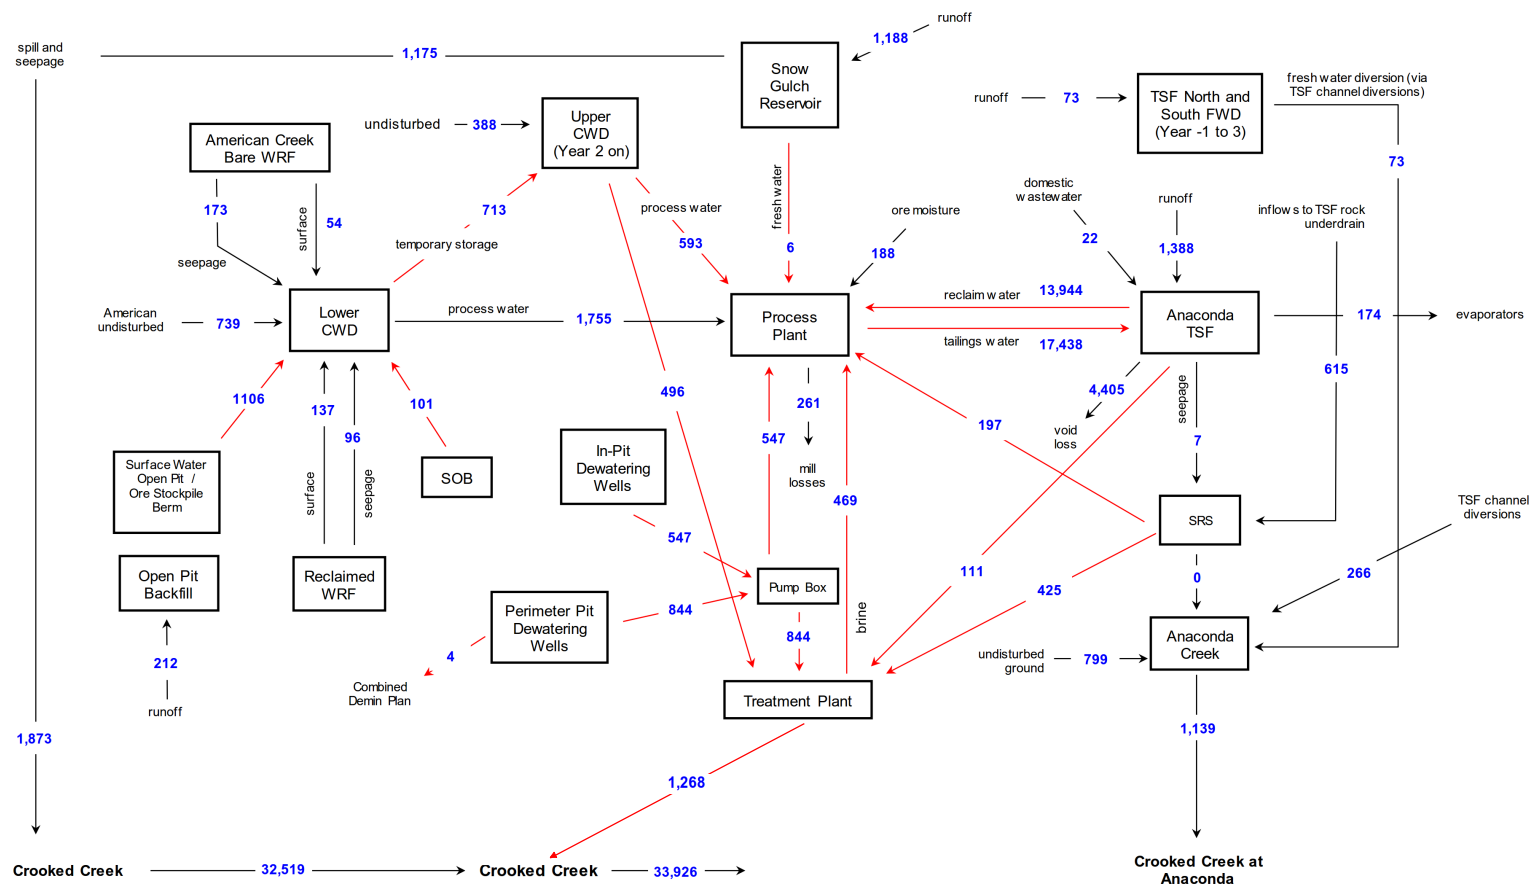 runoff
1,188
spill and
seepage
1,175
Snow
Gulch
Reservoir
fresh water diversion (via
TSF channel diversions)
runoff
73
TSF North and
South FWD
(Year -1 to 3)
undisturbed
388
Upper
CWD
(Year 2 on)
American Creek
Bare WRF
73
173
surface
54
713
process water
593
fresh water
6
ore moisture
188
domestic
wastewater
22
runoff
1,388
inflows to TSF rock
underdrain
seepage
temporary storage
American
undisturbed
739
Lower
CWD
process water
1,755
Process
Plant
reclaim water
13,944
tailings water
17,438
Anaconda
TSF
174
evaporators
615
1106
137
96
101
496
547
261
4,405
void
loss
seepage
7
197
Surface Water
Open Pit /
Ore Stockpile
Berm
surface
seepage
SOB
In-Pit
Dewatering
Wells
mill
losses
469
547
SRS
TSF channel
diversions
Open Pit
Backfill
Reclaimed
WRF
Pump Box
111
425
0
266
Perimeter Pit
Dewatering
Wells
844
844
brine
Anaconda
Creek
undisturbed
ground
799
212
runoff
4
Combined
Demin Plan
Treatment Plant
1,873
1,139
1,268
Crooked Creek
32,519
Crooked Creek
33,926
Crooked Creek at
Anaconda